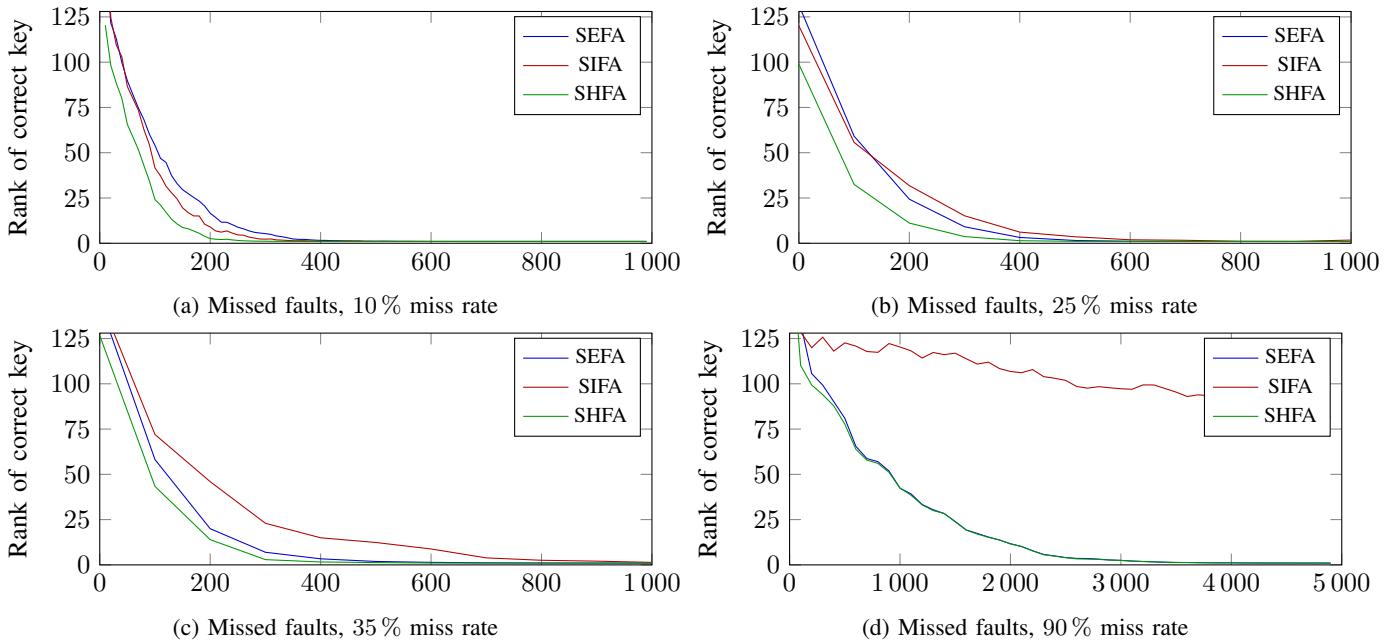 Rank of correct key
125
100
75
50
25
0
0 200 400 600 800 1 000
SEFA
SIFA
SHFA
(a) Missed faults, 10 % miss rate
Rank of correct key
125
100
75
50
25
0
0 200 400 600 800 1 000
SEFA
SIFA
SHFA
(b) Missed faults, 25 % miss rate
Rank of correct key
125
100
75
50
25
0
0 200 400 600 800 1 000
SEFA
SIFA
SHFA
(c) Missed faults, 35 % miss rate
Rank of correct key
125
100
75
50
25
0
0 1 000 2 000 3 000 4 000 5 000
SEFA
SIFA
SHFA
(d) Missed faults, 90 % miss rate